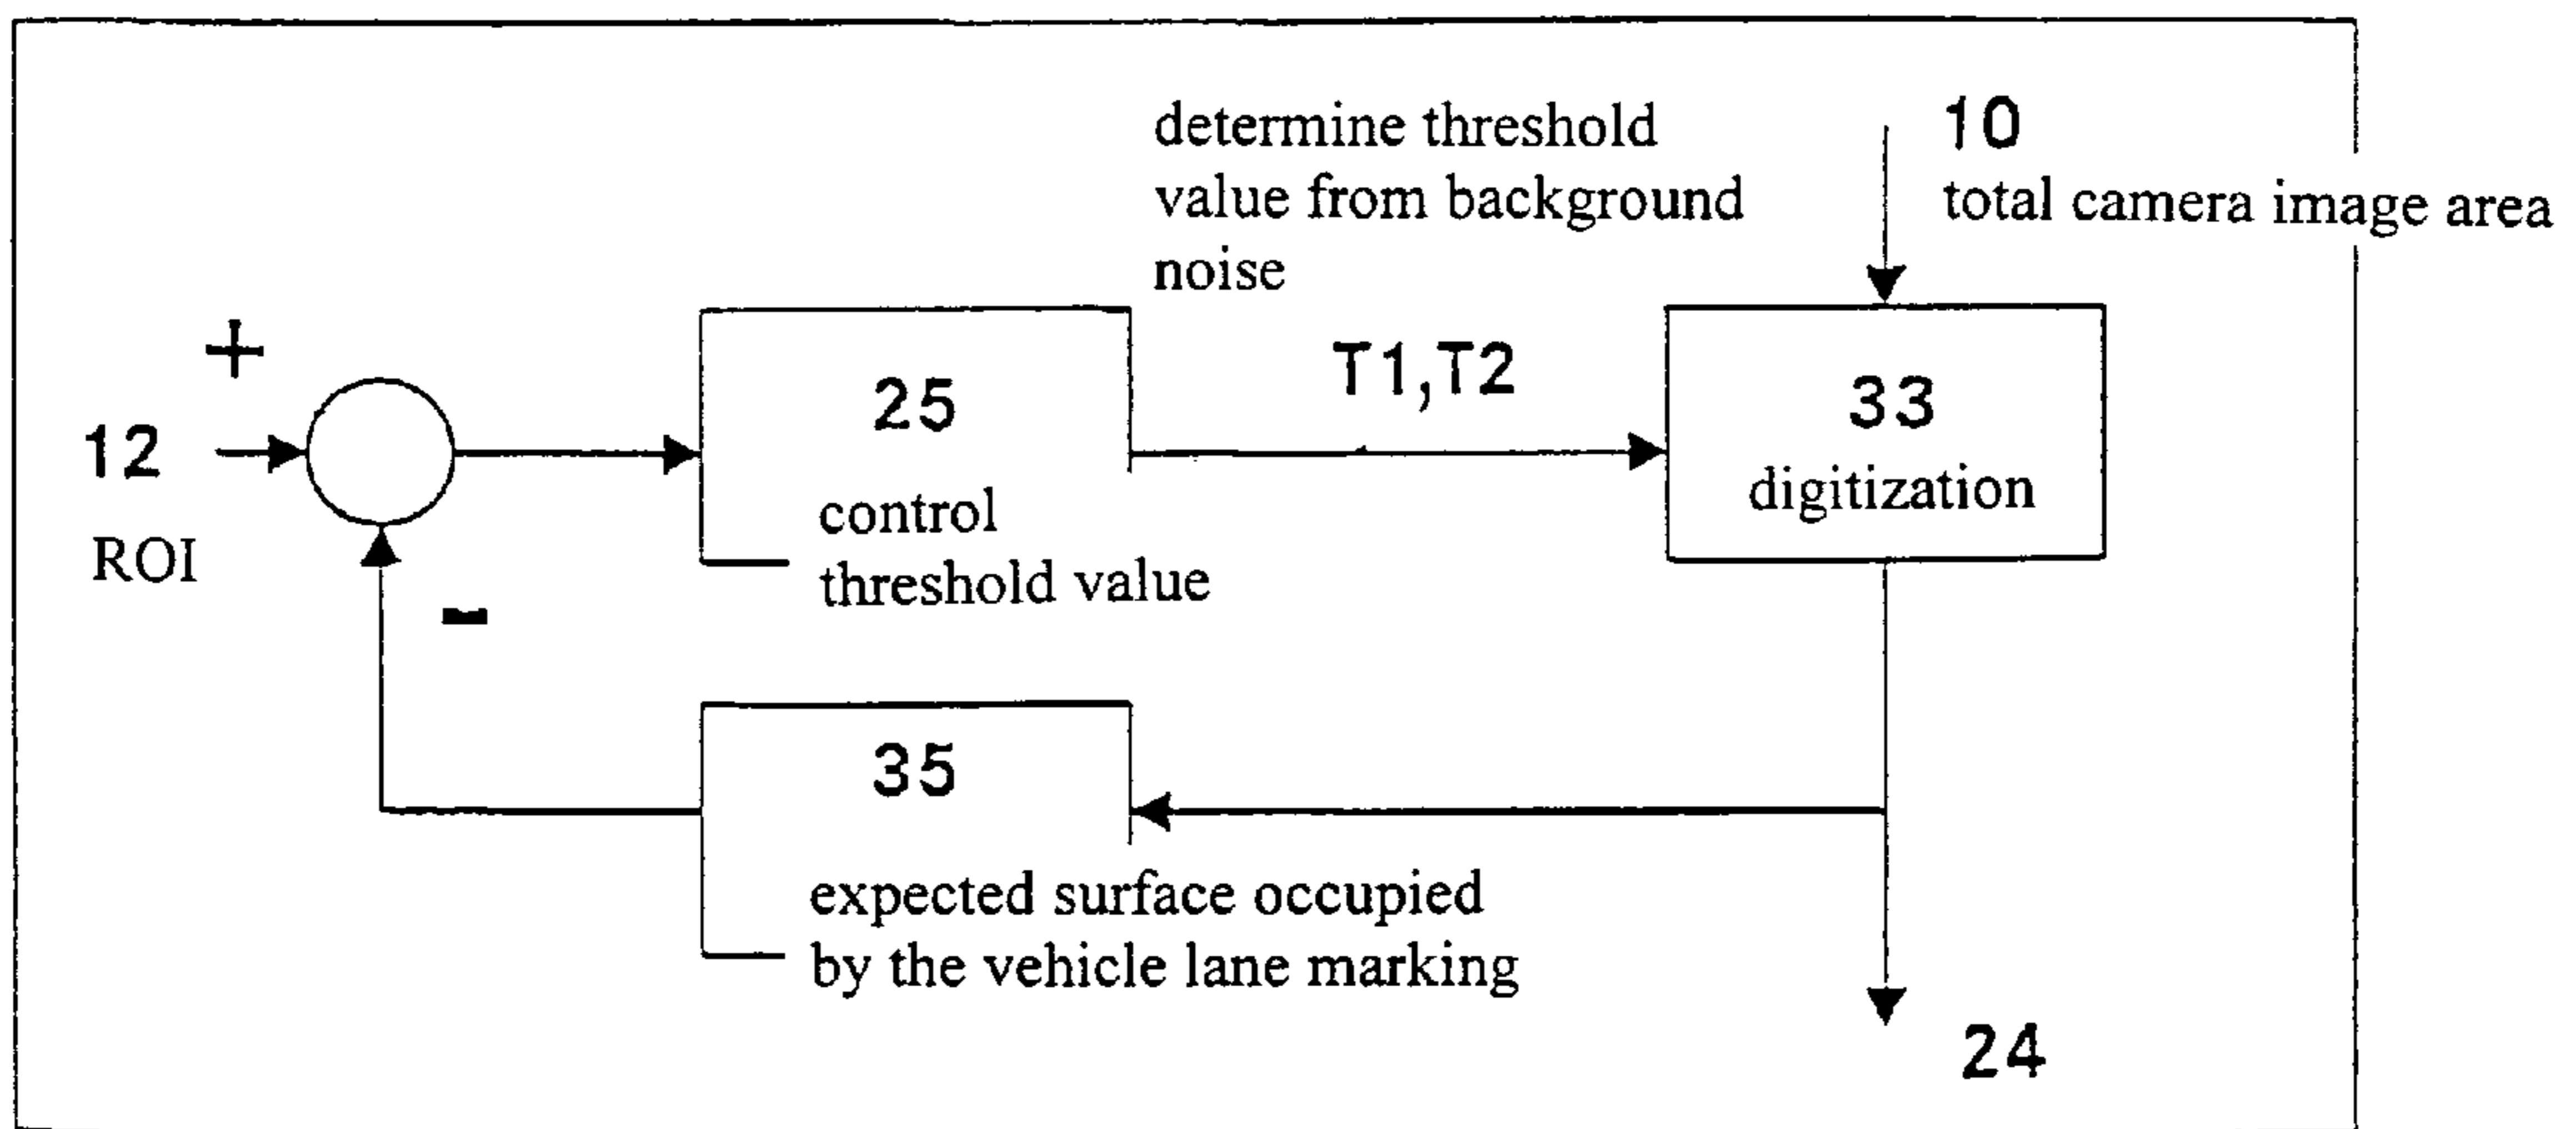 determine threshold
value from background
noise
10
total camera image area
+
12
ROI
25
control
threshold value
T1,T2
33
digitization
-
35
expected surface occupied
by the vehicle lane marking
24